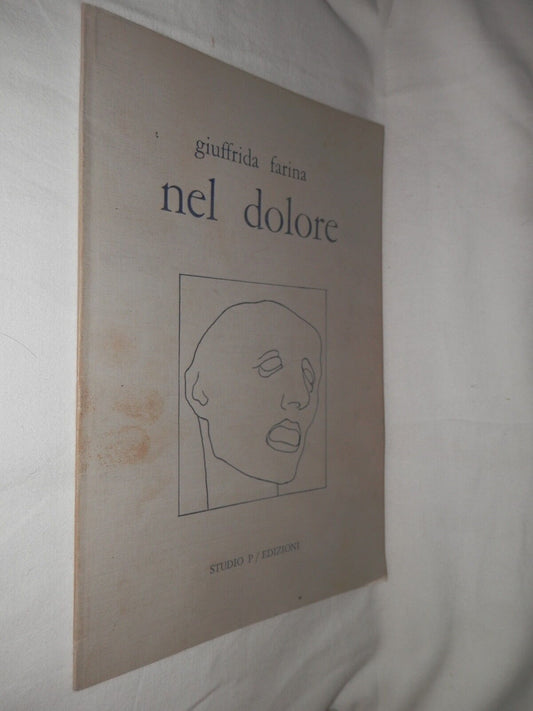 giuffrida farina
nel dolore
STUDIO P / EDIZIONI